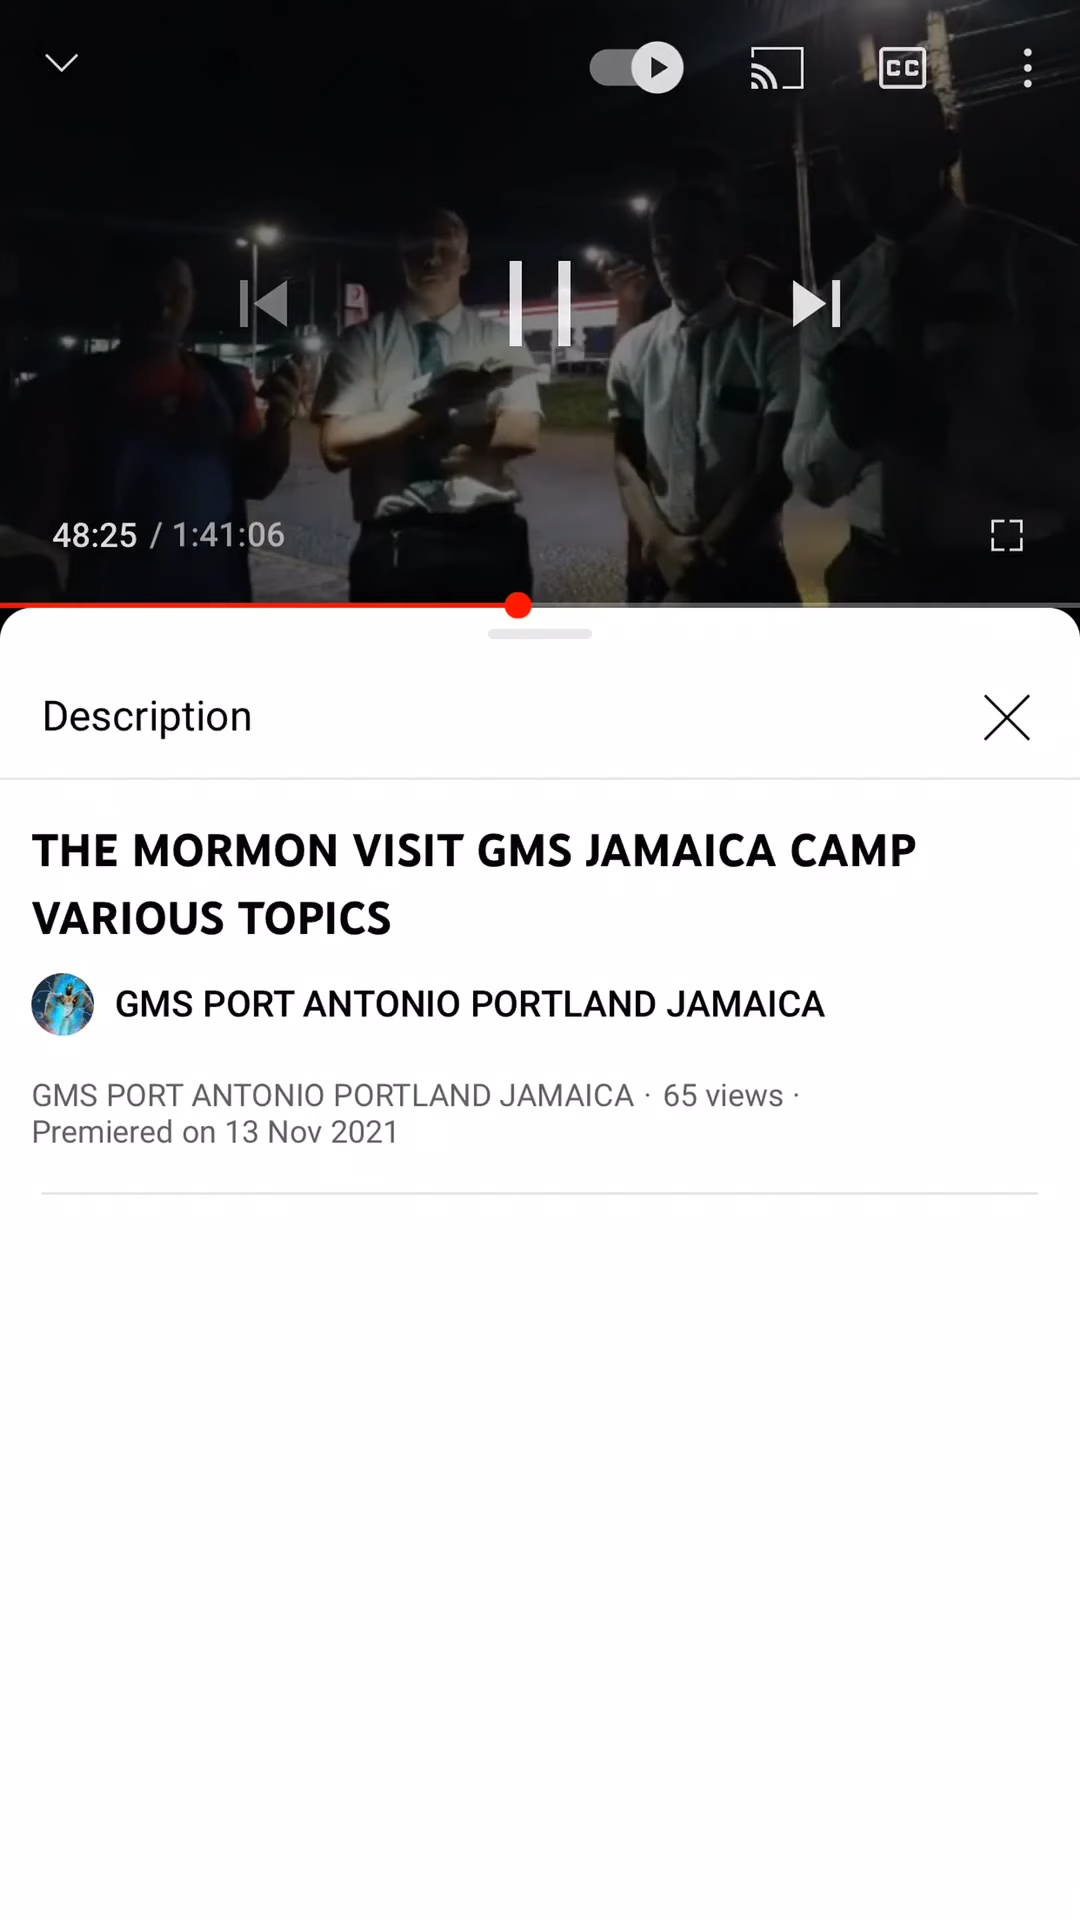 CC
48:25 / 1:41:06
Description
THE MORMON VISIT GMS JAMAICA CAMP
VARIOUS TOPICS
GMS PORT ANTONIO PORTLAND JAMAICA
GMS PORT ANTONIO PORTLAND JAMAICA · 65 views ·
Premiered on 13 Nov 2021